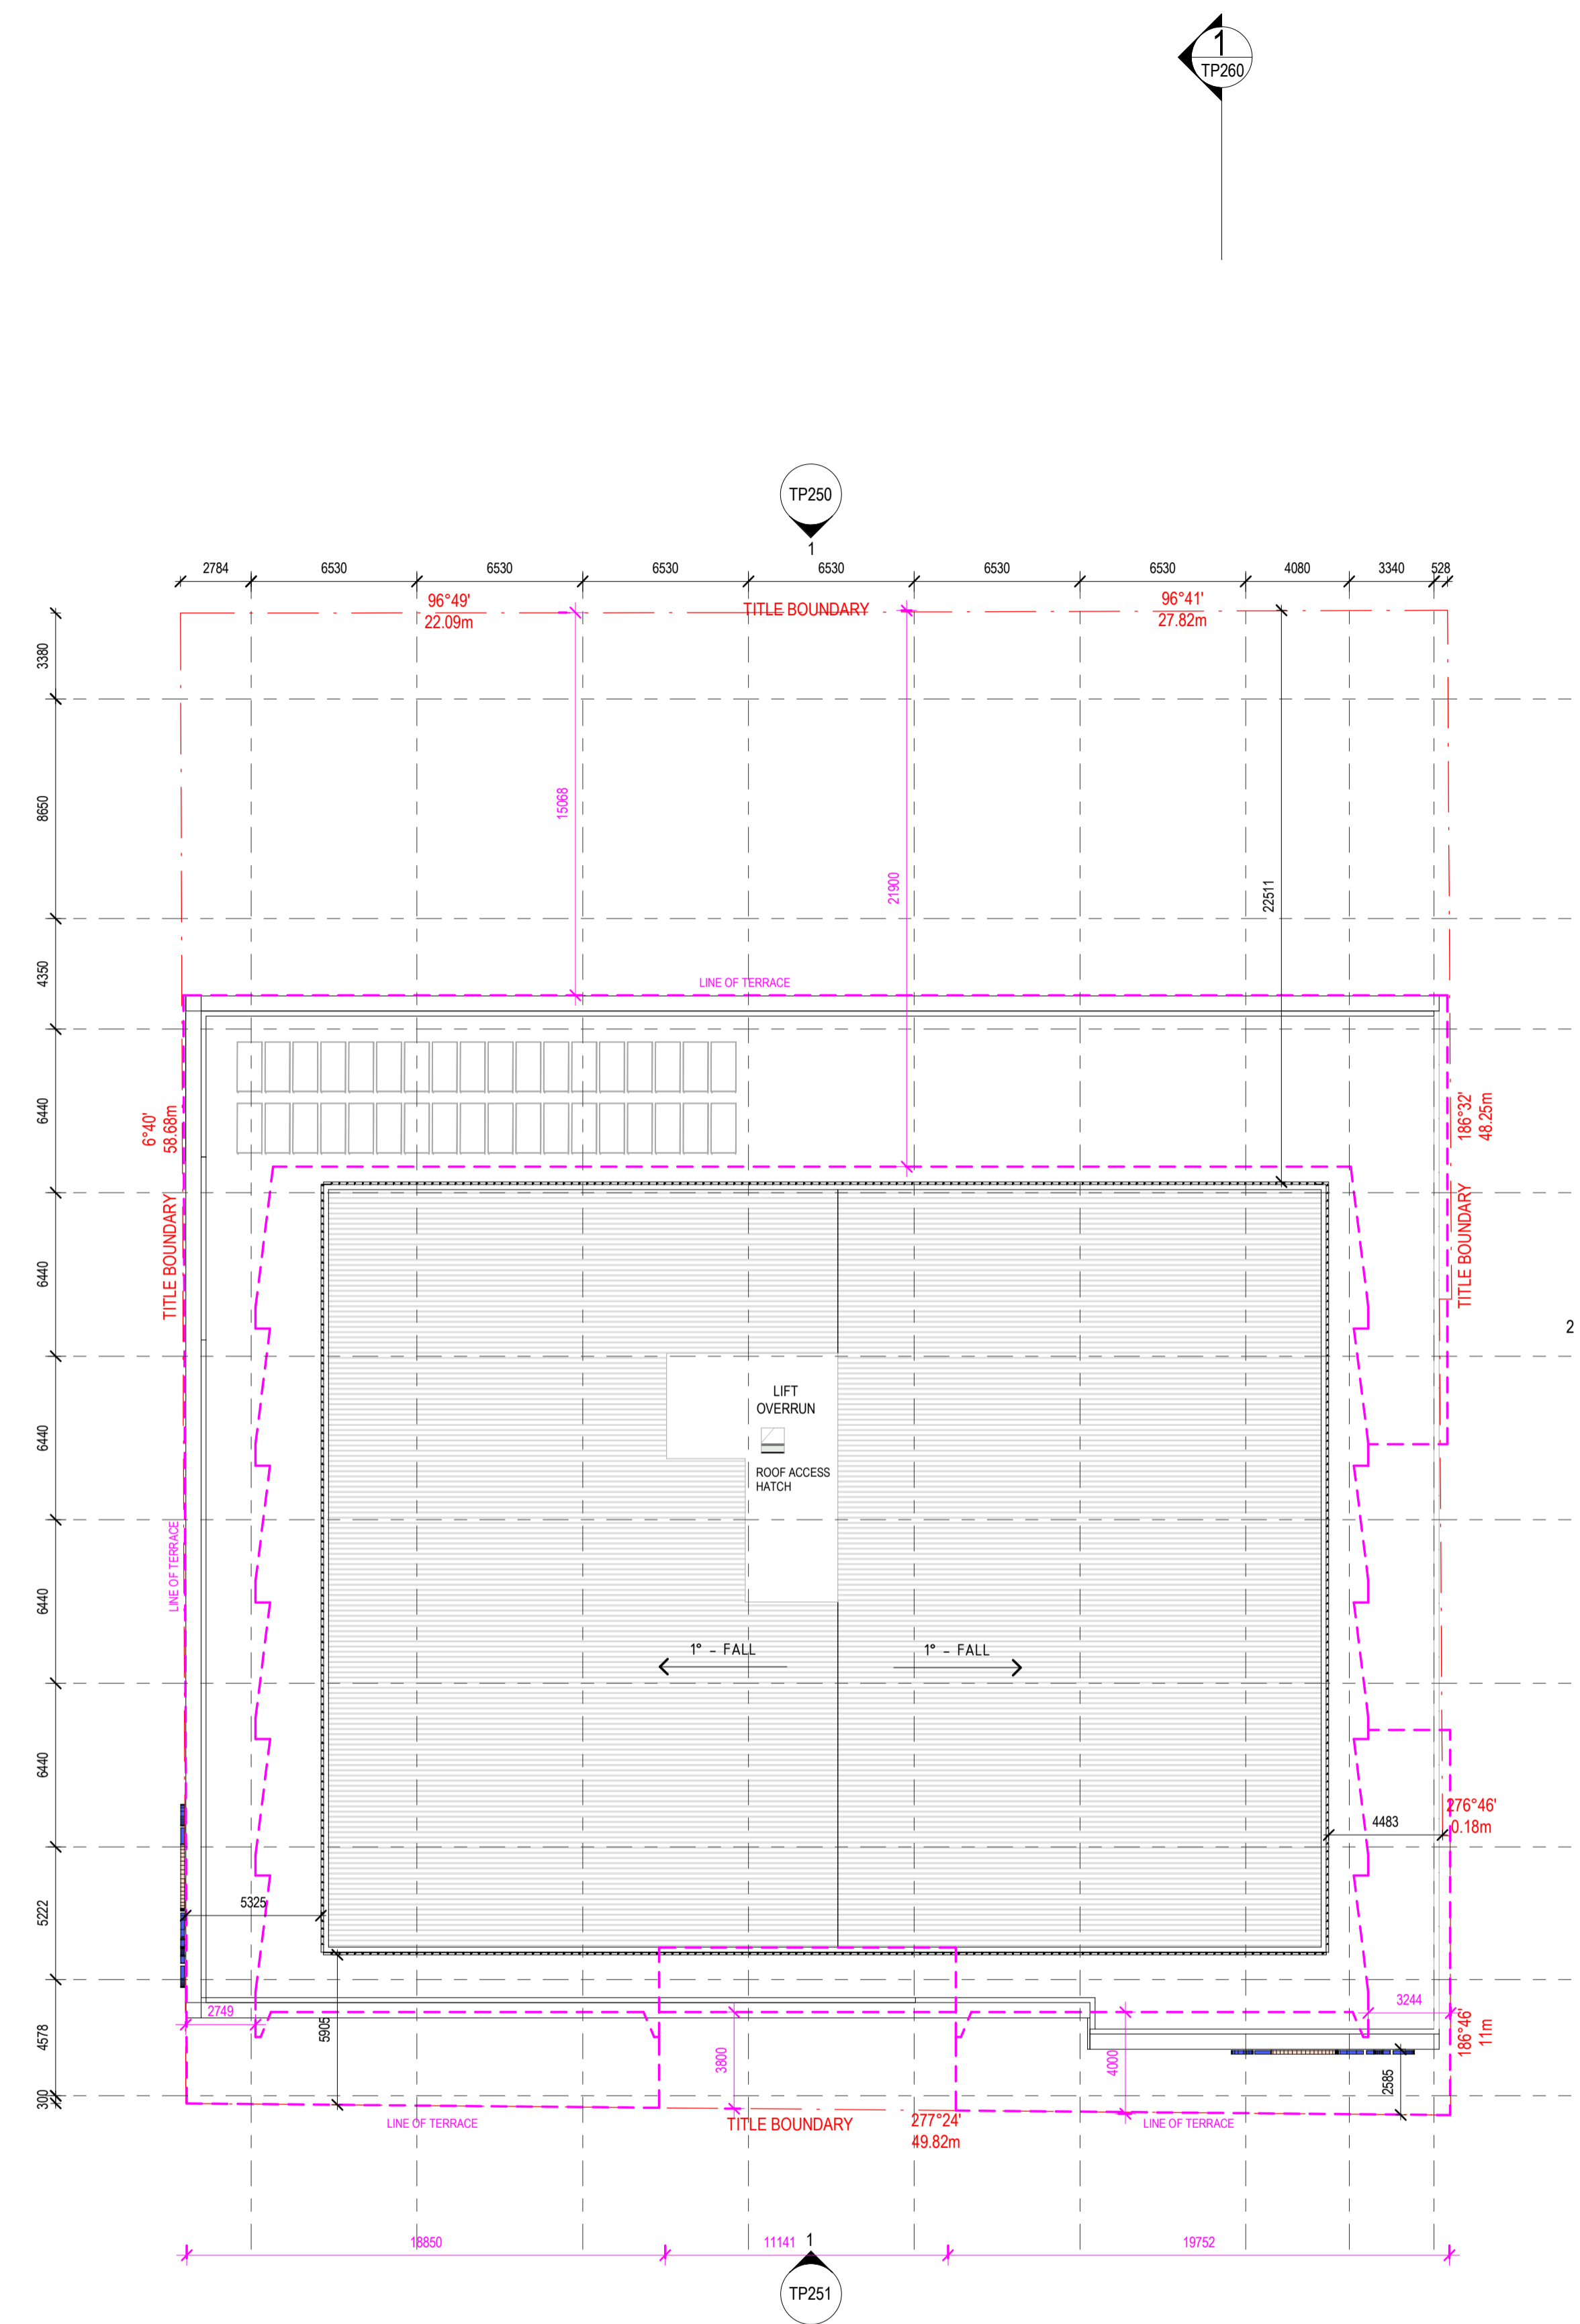 1
TP260
TP250
1
2784
6530
6530
6530
6530
6530
6530
4080
3340
528
96°49'
22.09m
TITLE BOUNDARY
96°41'
27.82m
3380
8650
4350
6440
6440
6440
6440
6440
5222
4578
300
15068
21900
22511
LINE OF TERRACE
6°40'
58.68m
TITLE BOUNDARY
LINE OF TERRACE
186°32'
48.25m
TITLE BOUNDARY
2
LIFT
OVERRUN
ROOF ACCESS
HATCH
1° - FALL
1° - FALL
276°46'
0.18m
4483
5325
2749
5905
3800
4000
3244
186°46'
11m
2585
LINE OF TERRACE
TITLE BOUNDARY
277°24'
49.82m
LINE OF TERRACE
18850
11141
19752
1
TP251